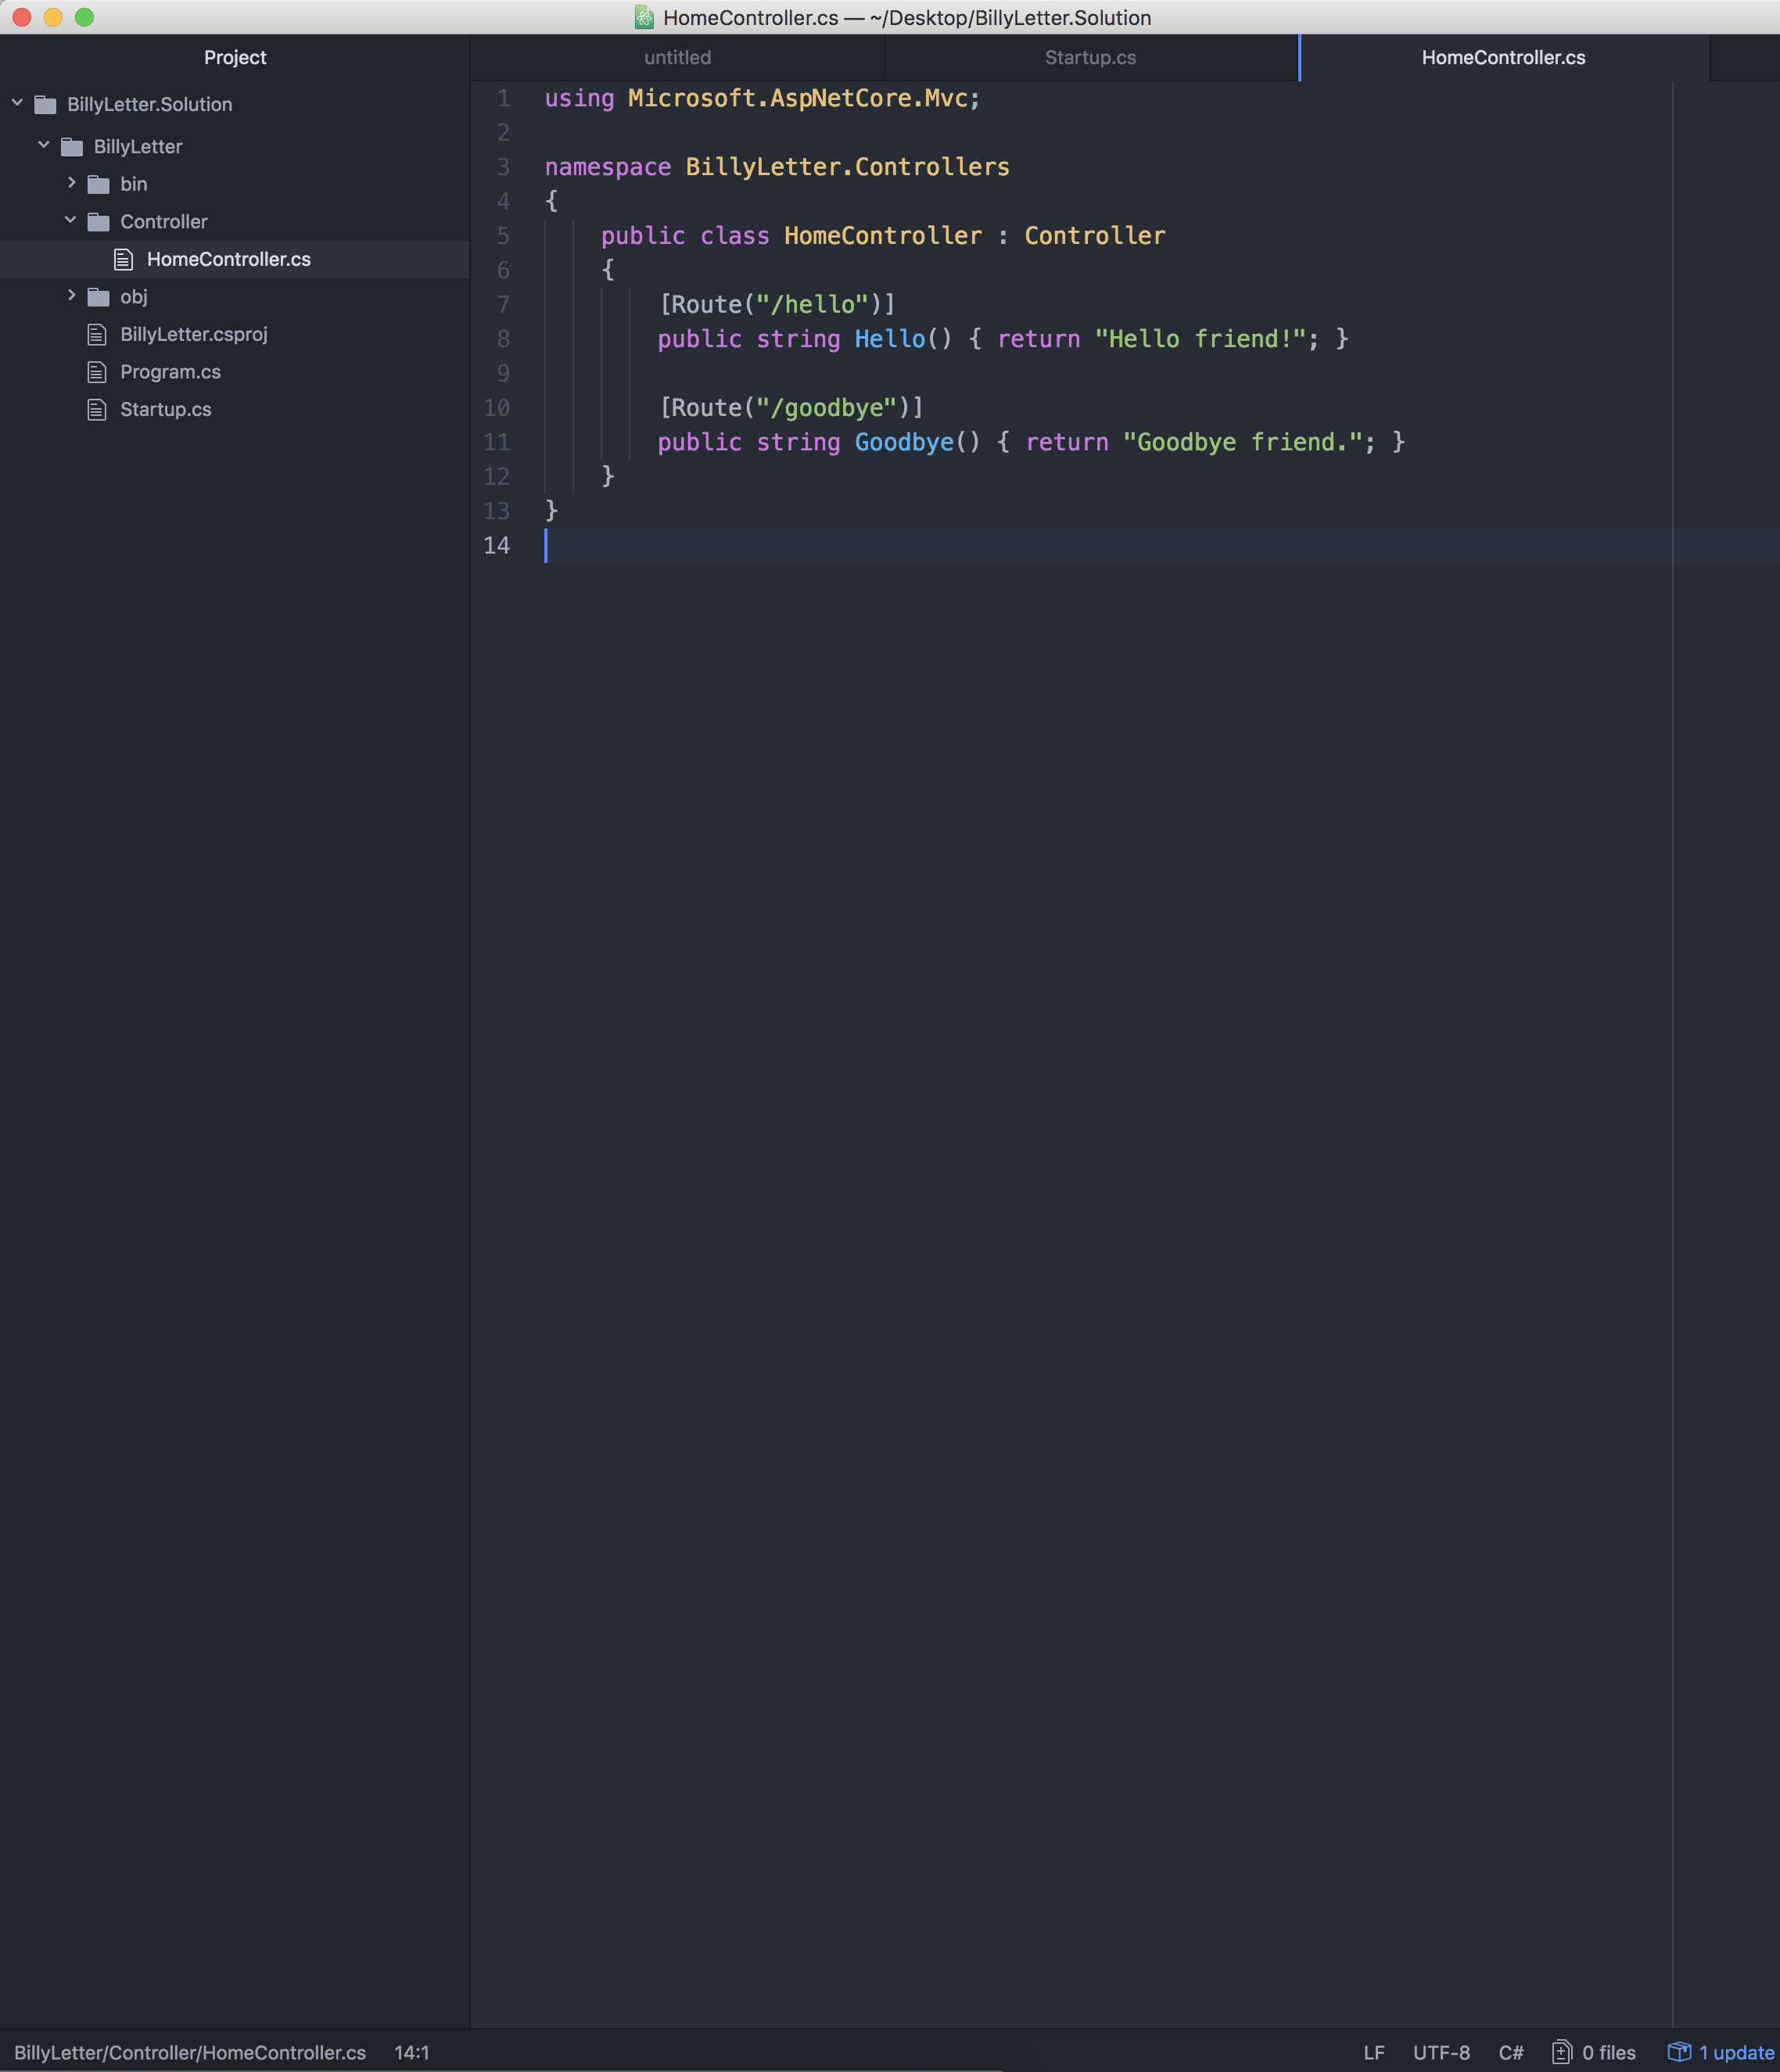 HomeController.cs — ~/Desktop/BillyLetter.Solution
Project
untitled
Startup.cs
HomeController.cs
BillyLetter.Solution
BillyLetter
bin
Controller
HomeController.cs
obj
BillyLetter.csproj
Program.cs
Startup.cs
1 using Microsoft.AspNetCore.Mvc;
2
3 namespace BillyLetter.Controllers
4 {
5 public class HomeController : Controller
6 {
7 [Route("/hello")]
8 public string Hello() { return "Hello friend!"; }
9
10 [Route("/goodbye")]
11 public string Goodbye() { return "Goodbye friend."; }
12 }
13 }
14
BillyLetter/Controller/HomeController.cs 14:1
LF UTF-8 C# 0 files 1 update